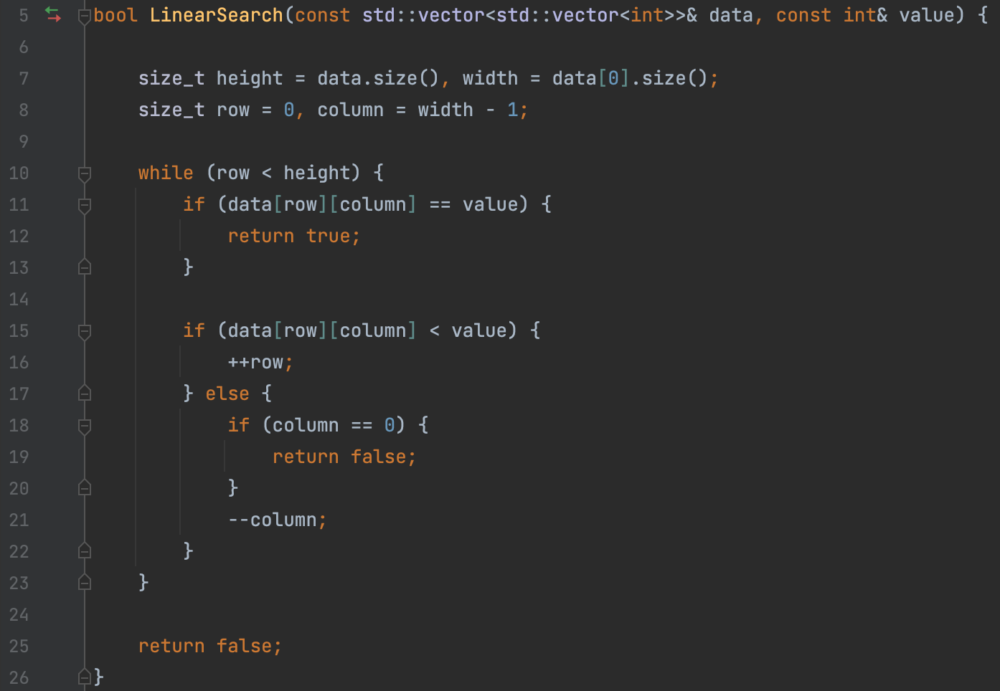 5 bool LinearSearch(const std::vector<std::vector<int>>& data, const int& value) {
6
7     size_t height = data.size(), width = data[0].size();
8     size_t row = 0, column = width - 1;
9
10     while (row < height) {
11         if (data[row][column] == value) {
12             return true;
13         }
14
15         if (data[row][column] < value) {
16             ++row;
17         } else {
18             if (column == 0) {
19                 return false;
20             }
21             --column;
22         }
23     }
24
25     return false;
26 }